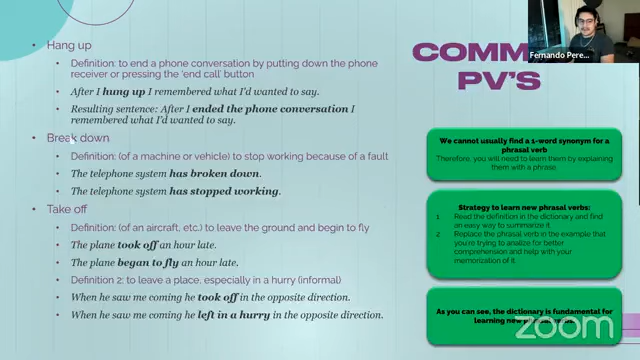 • Hang up
• Definition: to end a phone conversation by putting down the phone
receiver or pressing the 'end call' button
• After I hung up I remembered what I'd wanted to say.
• Resulting sentence: After I ended the phone conversation I
remembered what I'd wanted to say.
• Break down
• Definition: (of a machine or vehicle) to stop working because of a fault
• The telephone system has broken down.
• The telephone system has stopped working.
• Take off
• Definition: (of an aircraft, etc.) to leave the ground and begin to fly
• The plane took off an hour late.
• The plane began to fly an hour late.
• Definition 2: to leave a place, especially in a hurry (informal)
• When he saw me coming he took off in the opposite direction.
• When he saw me coming he left in a hurry in the opposite direction.
Fernando Pere...
PV'S
We cannot usually find a 1-word synonym for a
phrasal verb
Therefore, you will need to learn them by explaining
them with a phrase
Strategy to learn new phrasal verbs:
1. Read the definition in the dictionary and find
an easy way to summarize it.
2. Replace the phrasal verb in the example that
you're trying to analize for better
comprehension and help with your
memorization of it.
As you can see, the dictionary is fundamental for
learning new
zoom